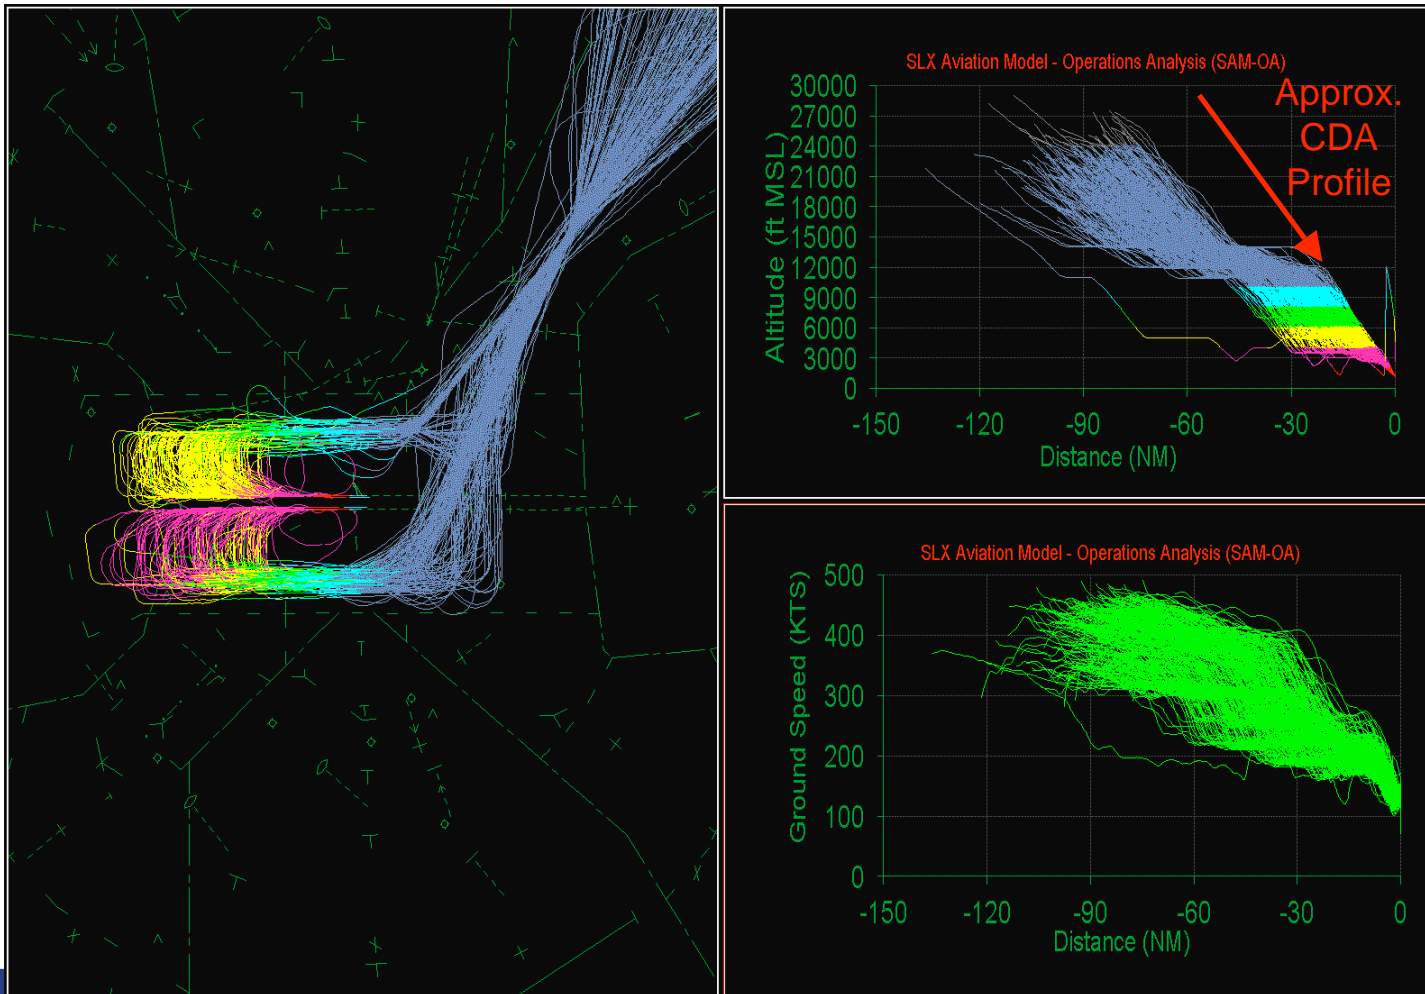 SLX Aviation Model - Operations Analysis (SAM-OA)
Approx.
CDA
Profile
Altitude (ft MSL)
30000
27000
24000
21000
18000
15000
12000
9000
6000
3000
0
-150 -120 -90 -60 -30 0
Distance (NM)
SLX Aviation Model - Operations Analysis (SAM-OA)
Ground Speed (KTS)
500
400
300
200
100
0
-150 -120 -90 -60 -30 0
Distance (NM)